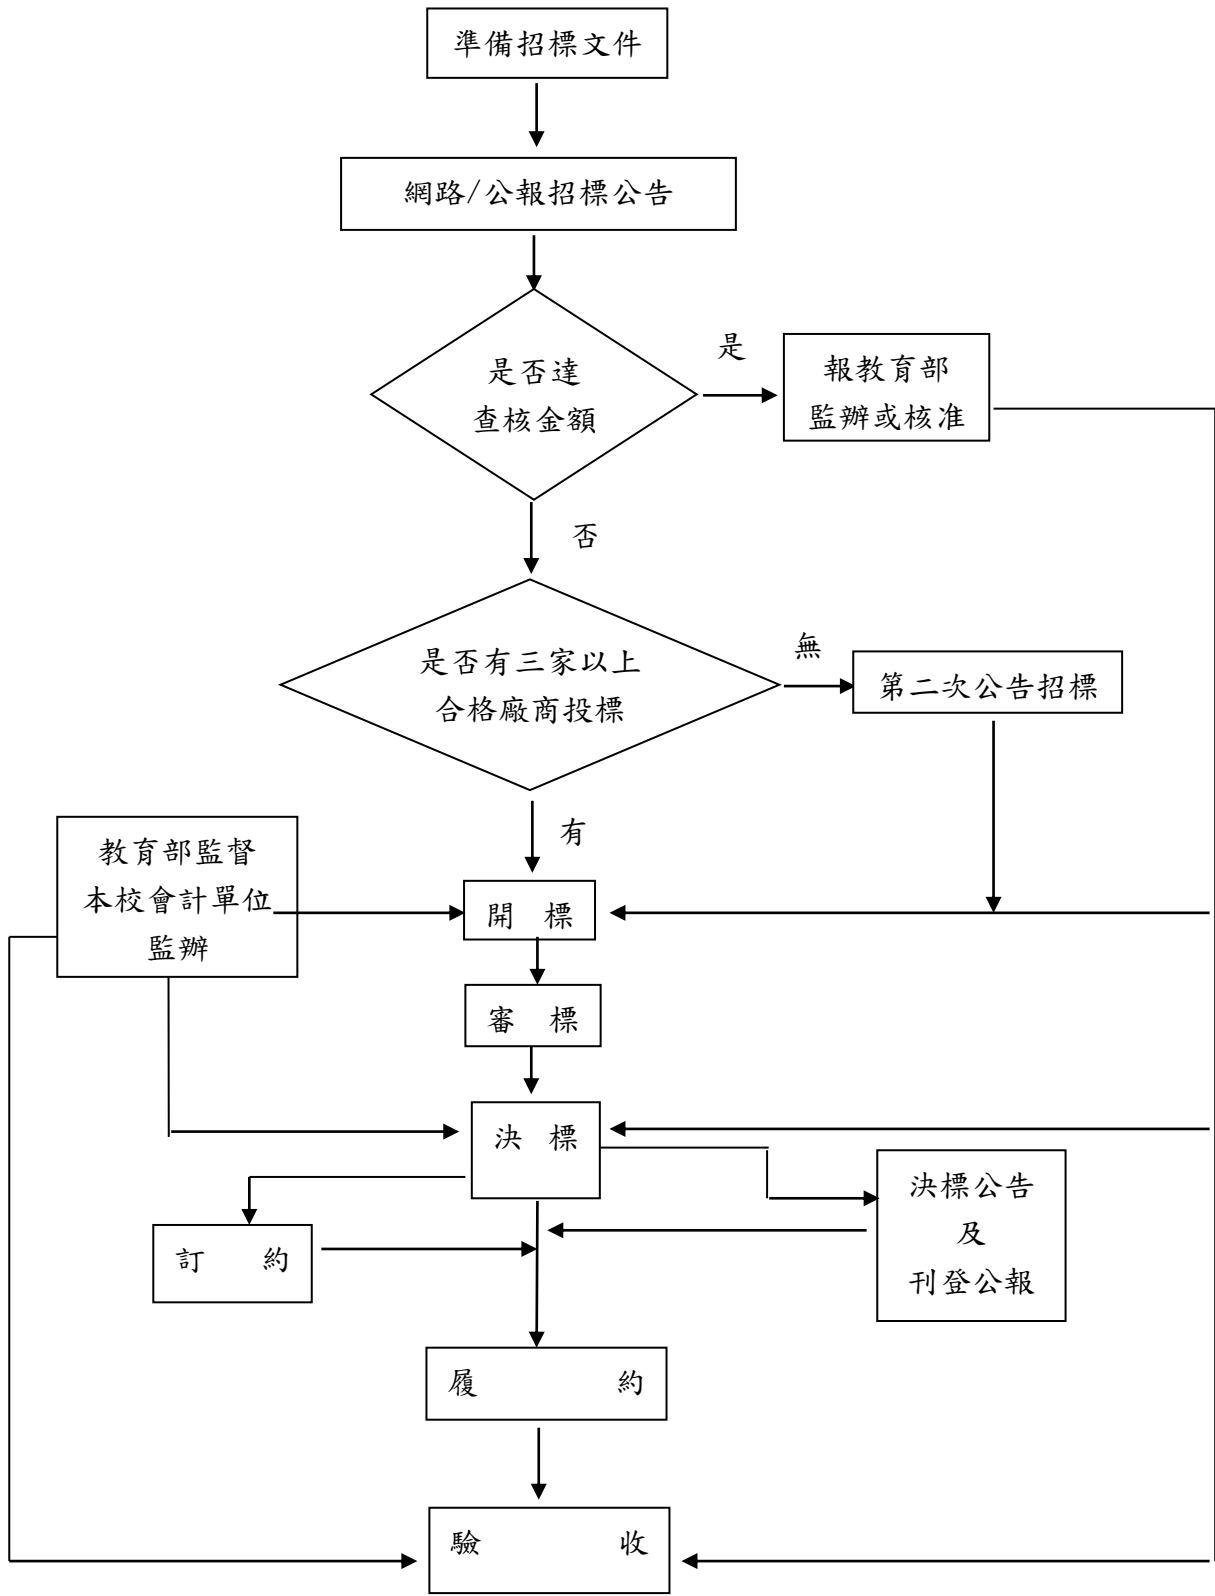 準備招標文件
網路/公報招標公告
是否達
查核金額
是
報教育部
監辦或核准
否
是否有三家以上
合格廠商投標
無
第二次公告招標
有
教育部監督
本校會計單位
監辦
開 標
審 標
決 標
決標公告
及
刊登公報
訂 約
履 約
驗 收